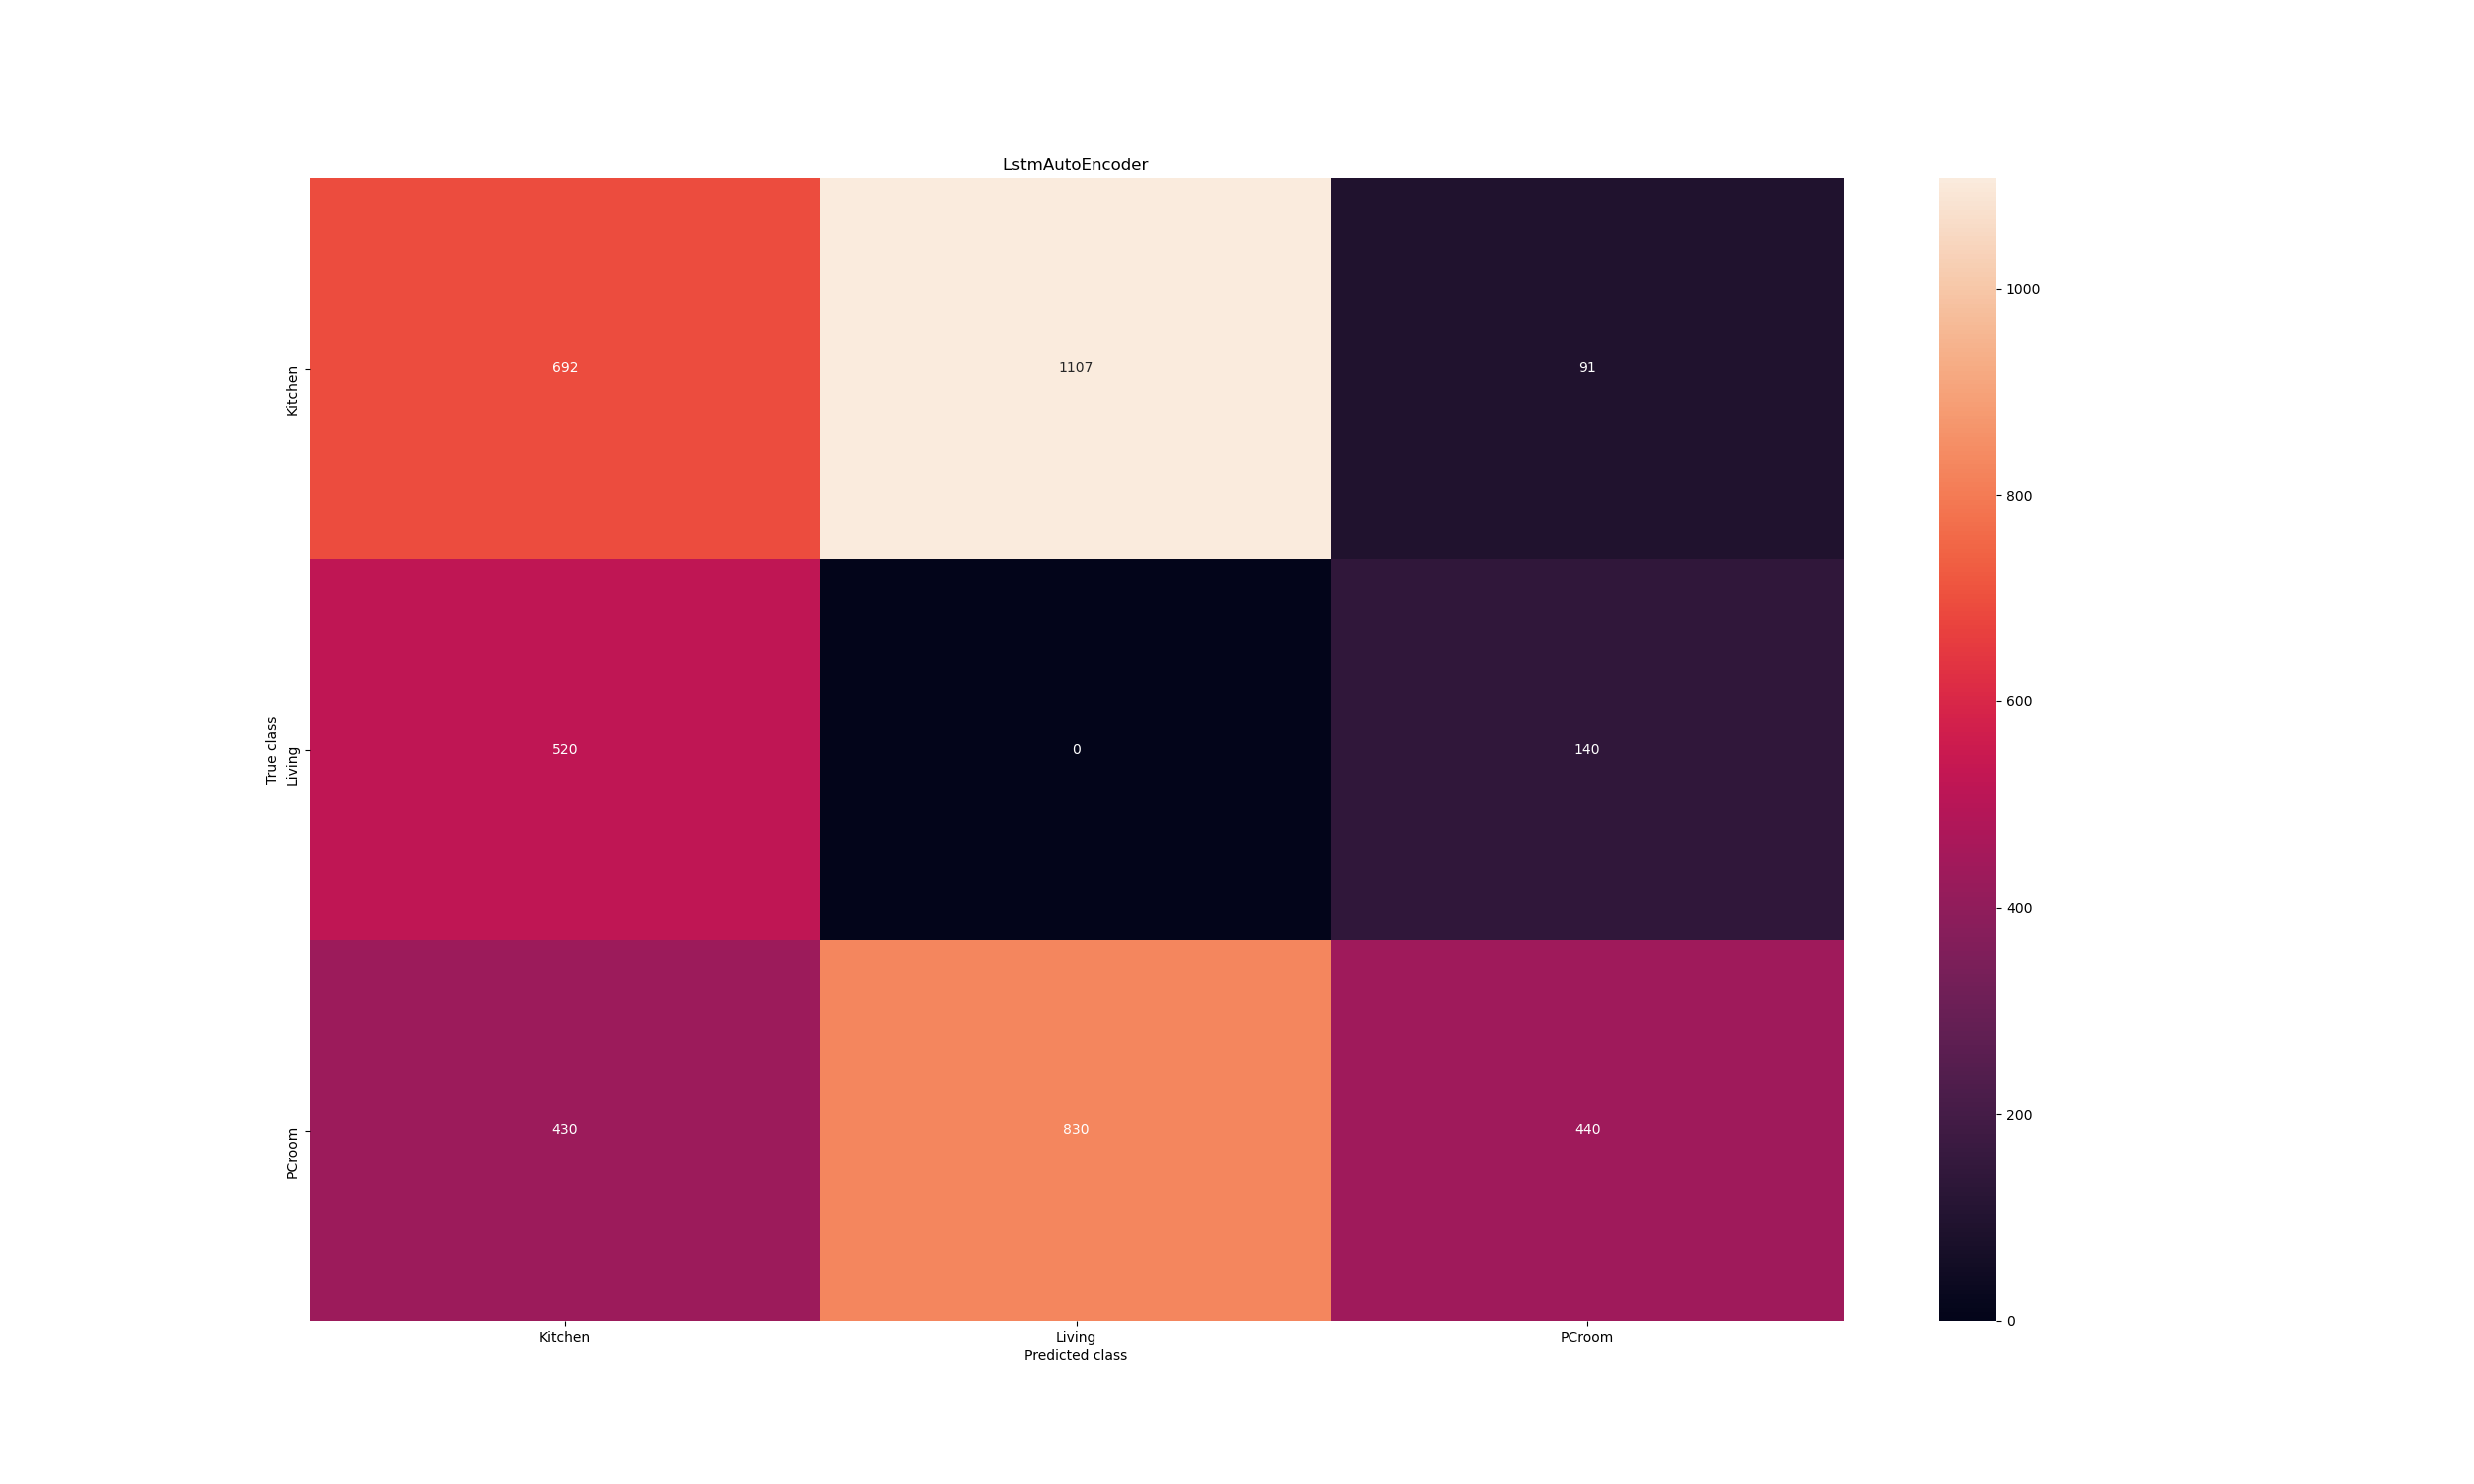 LstmAutoEncoder
692 1107 91
520 0 140
430 830 440
Kitchen
Living
PCroom
True class
Kitchen Living PCroom
Predicted class
1000
800
600
400
200
0